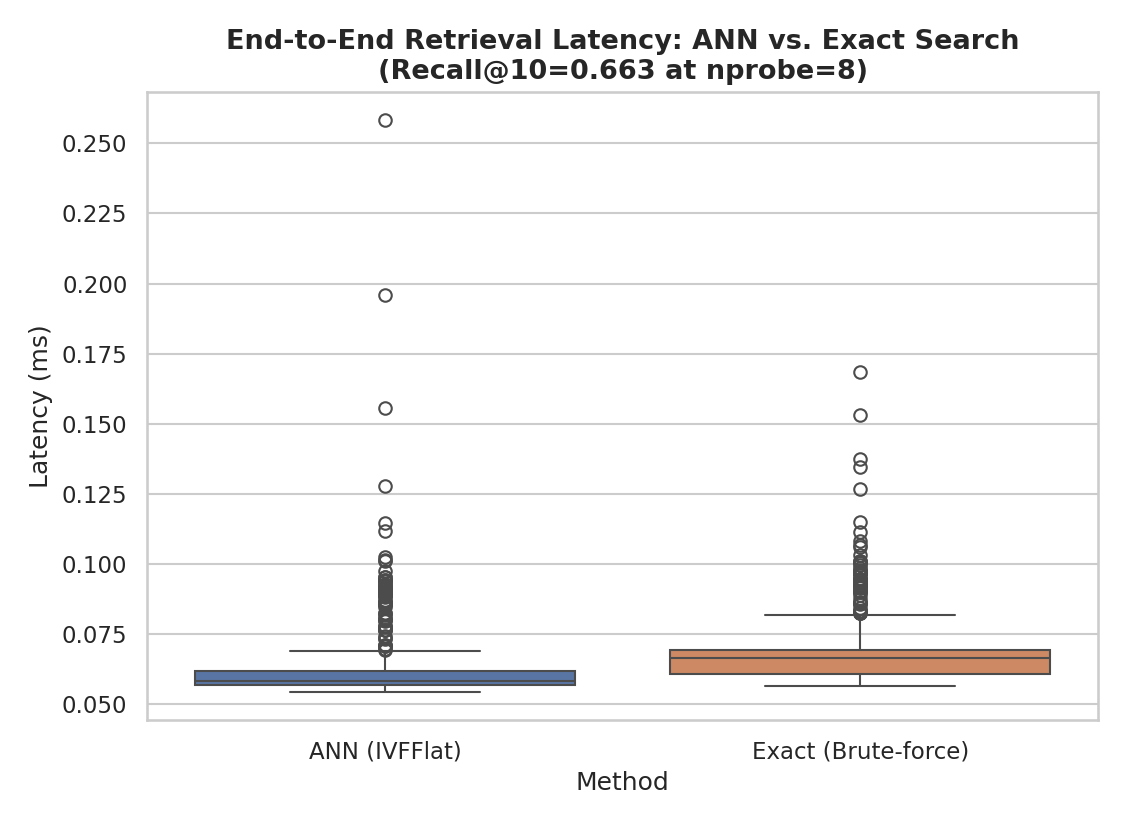 End-to-End Retrieval Latency: ANN vs. Exact Search
(Recall@10=0.663 at nprobe=8)
Latency (ms)
0.250
0.225
0.200
0.175
0.150
0.125
0.100
0.075
0.050
ANN (IVFFlat)
Exact (Brute-force)
Method